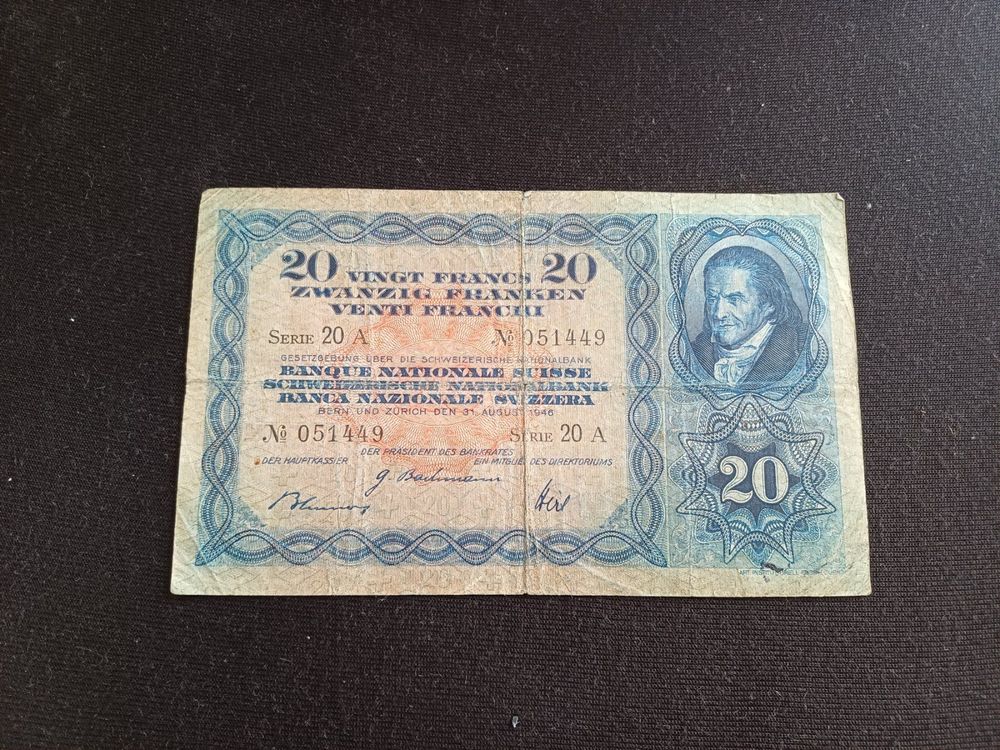 20 VINGT FRANCS 20
ZWANZIG FRANKEN
VENTI FRANCHI
SERIE 20 A № 051449
GESETZGEBUNG ÜBER DIE SCHWEIZERISCHE NATIONALBANK
BANQUE NATIONALE SUISSE
SCHWEIZERISCHE NATIONALBANK
BANCA NAZIONALE SVIZZERA
BERN UND ZÜRICH DEN 31. AUGUST 1946
№ 051449 SERIE 20 A
DER PRÄSIDENT DES BANKRATES
DER HAUPTKASSIER EIN MITGLIED DES DIREKTORIUMS
G. Bachmann
20